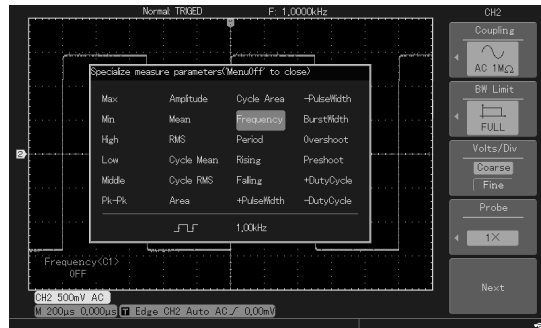 Normal TRIGED F: 1.0000kHz CH2
Coupling
AC 1MΩ
BW Limit
FULL
Volts/Div
Coarse
Fine
Probe
1X
Next
Specialize measure parameters('MenuOff' to close)
Max Amplitude Cycle Area -PulseWidth
Min Mean Frequency BurstWidth
High RMS Period Overshoot
Low Cycle Mean Rising Preshoot
Middle Cycle RMS Falling +DutyCycle
Pk-Pk Area +PulseWidth -DutyCycle
1.00kHz
2
Frequency<C1>
OFF
CH2 500mV AC
M 200µs 0.000µs T Edge CH2 Auto AC 0.00mV